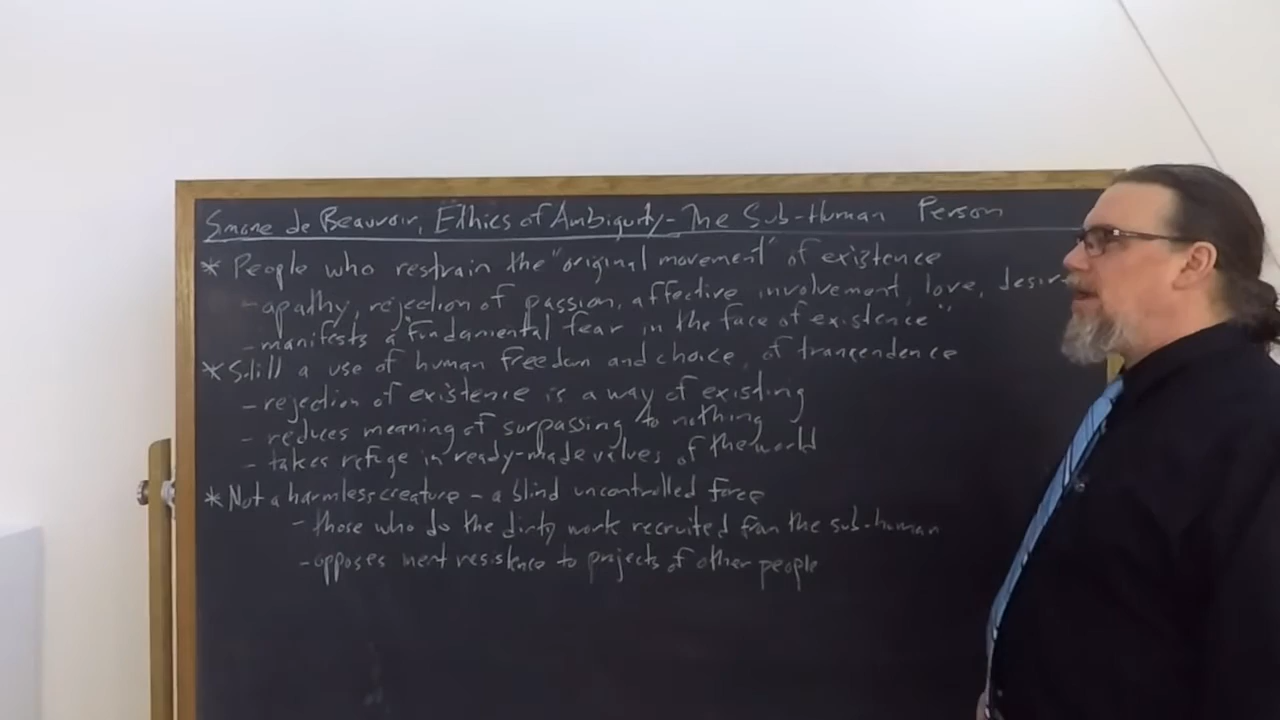 Simone de Beauvoir, Ethics of Ambiguity - The Sub-Human Person
* People who restrain the "original movement" of existence
- apathy, rejection of passion, affective involvement, love, desire
- manifests a "fundamental fear in the face of existence"
* Still a use of human freedom and choice, of trancendence
- rejection of existence is a way of existing
- reduces meaning of surpassing to nothing
- takes refuge in ready-made values of the world
* Not a harmless creature - a blind uncontrolled force
- those who do the dirty work recruited from the sub-human
- opposes inert resistence to projects of other people